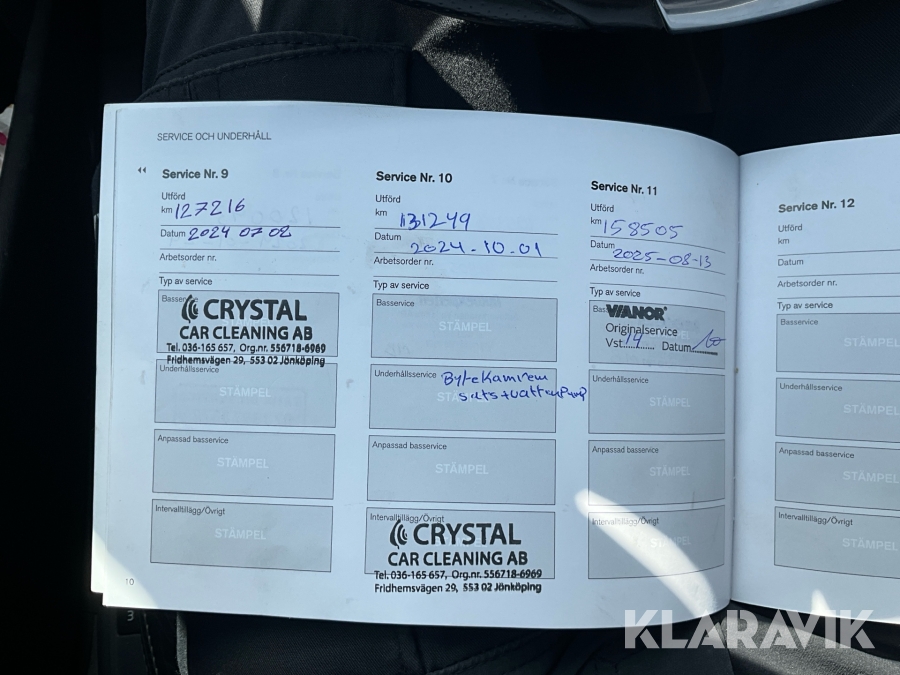 SERVICE OCH UNDERHÅLL
Service Nr. 9
Utförd
km 127216
Datum 2024 07 02
Arbetsorder nr.
Typ av service
Basservice
CRYSTAL
CAR CLEANING AB
Tel. 036-165 657, Org.nr. 556718-6969
Fridhemsvägen 29, 553 02 Jönköping
Underhållsservice
STÄMPEL
Anpassad basservice
STÄMPEL
Intervalltillägg/Övrigt
STÄMPEL
10
Service Nr. 10
Utförd
km 131249
Datum 2024-10-01
Arbetsorder nr.
Typ av service
Basservice
STÄMPEL
Underhållsservice
Byte Kamrem
sats + vattenpump
STÄMPEL
Anpassad basservice
STÄMPEL
Intervalltillägg/Övrigt
CRYSTAL
CAR CLEANING AB
Tel. 036-165 657, Org.nr. 556718-6969
Fridhemsvägen 29, 553 02 Jönköping
Service Nr. 11
Utförd
km 158505
Datum 2025-08-13
Arbetsorder nr.
Typ av service
VIANOR
Originalservice
Vst. 14 Datum
Underhållsservice
STÄMPEL
Anpassad basservice
STÄMPEL
Intervalltillägg/Övrigt
STÄMPEL
Service Nr. 12
Utförd
km
Datum
Arbetsorder nr.
Typ av service
Basservice
STÄMPEL
Underhållsservice
STÄMPEL
Anpassad basservice
STÄMPEL
Intervalltillägg/Övrigt
STÄMPEL
3
KLARAVIK